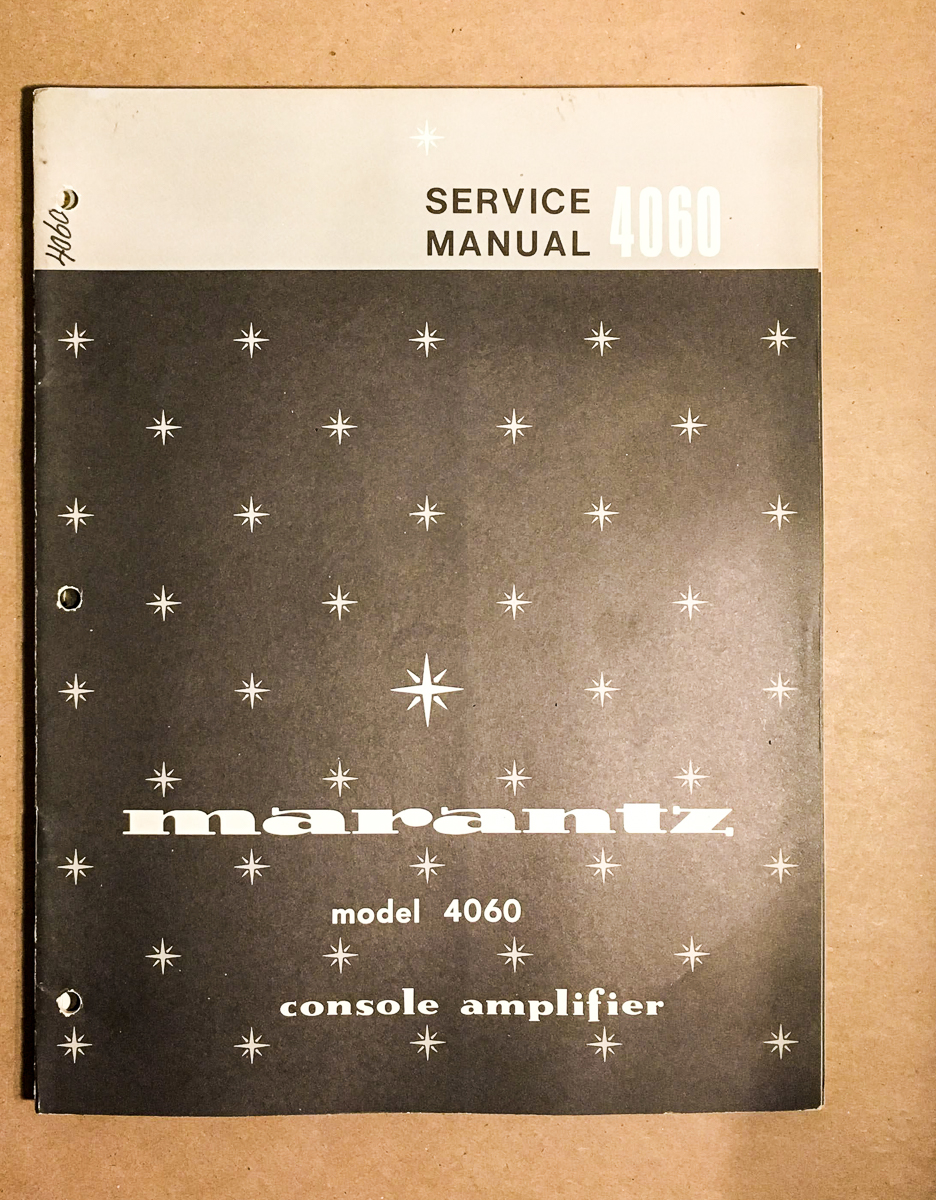 SERVICE
MANUAL 4060
4060
marantz
model 4060
console amplifier